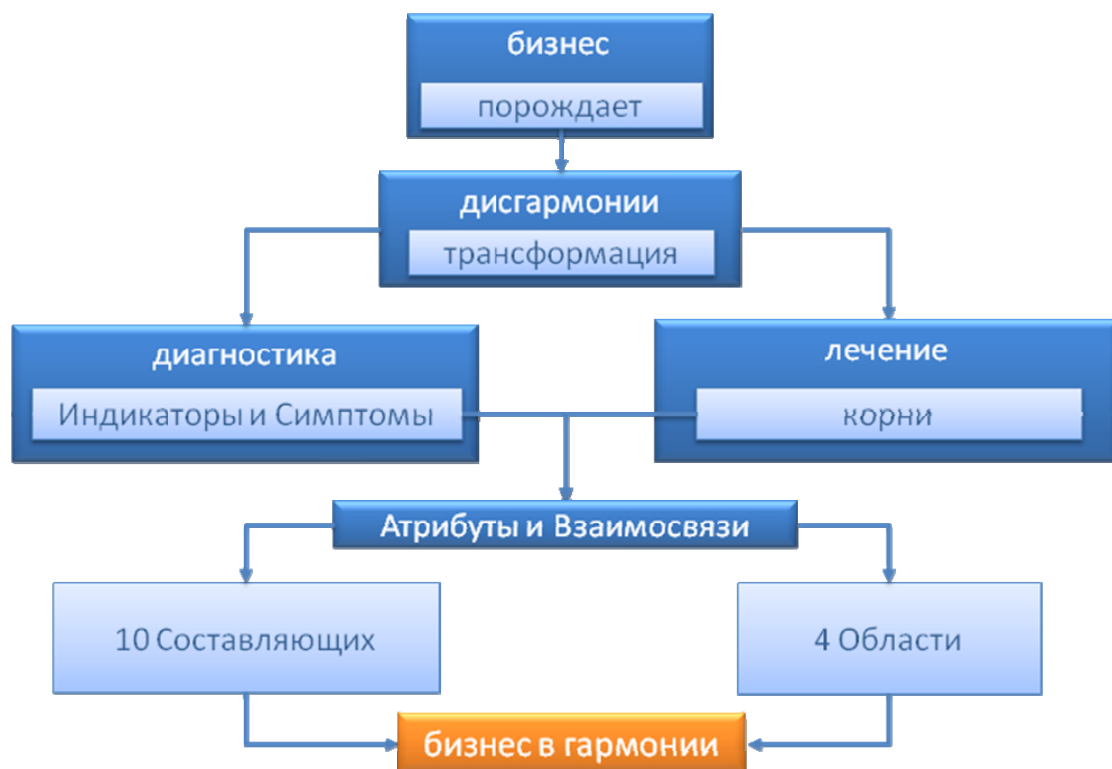 бизнес
порождает
дисгармонии
трансформация
диагностика
Индикаторы и Симптомы
лечение
корни
Атрибуты и Взаимосвязи
10 Составляющих
4 Области
бизнес в гармонии